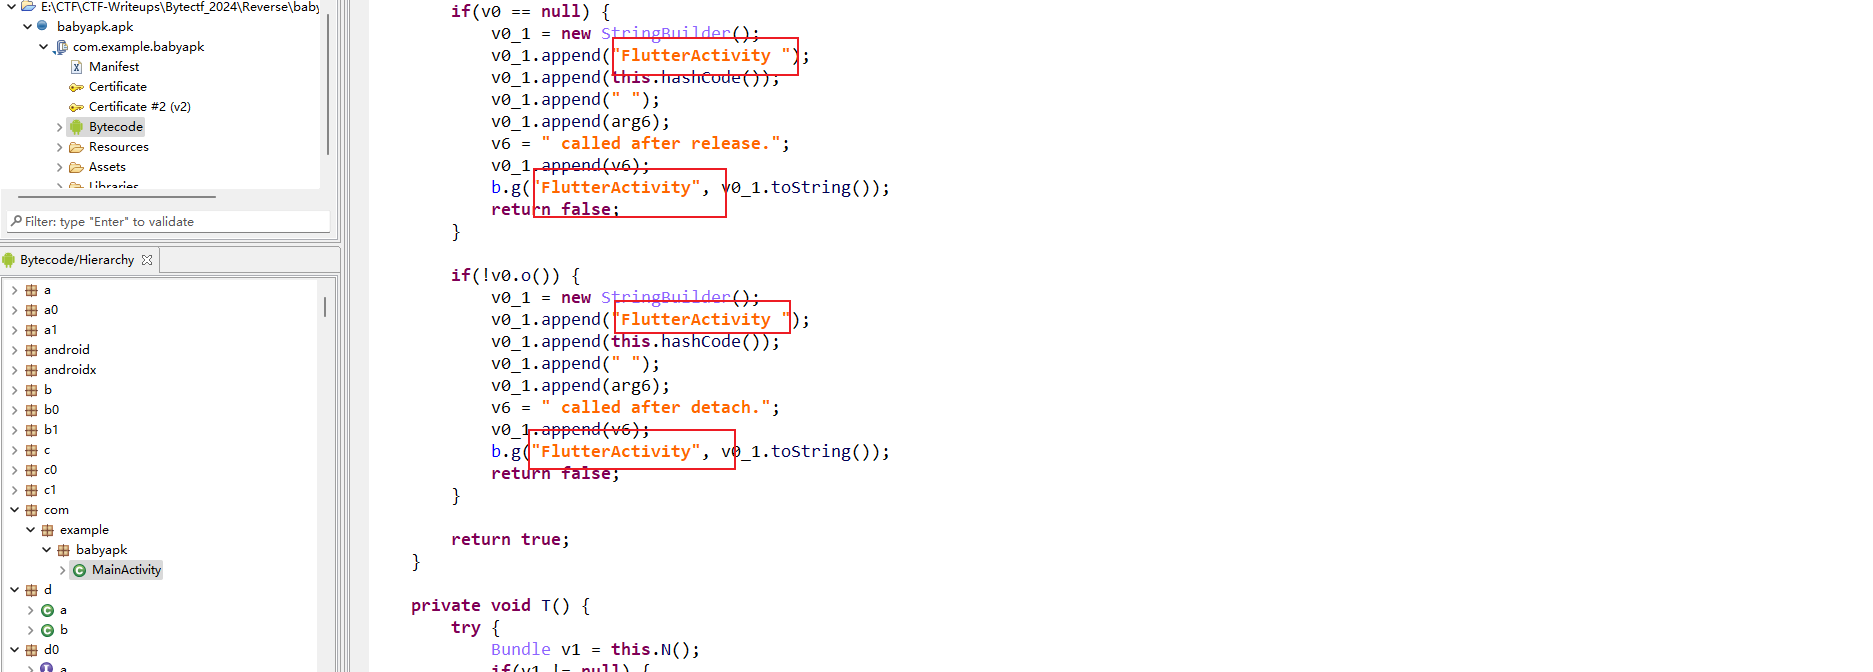 E:\CTF\CTF-Writeups\Bytectf_2024\Reverse\baby
babyapk.apk
com.example.babyapk
Manifest
Certificate
Certificate #2 (v2)
Bytecode
Resources
Assets
Libraries
Filter: type "Enter" to validate
Bytecode/Hierarchy
a
a0
a1
android
androidx
b
b0
b1
c
c0
c1
com
example
babyapk
MainActivity
d
a
b
d0
a
if(v0 == null) {
v0_1 = new StringBuilder();
v0_1.append("FlutterActivity ");
v0_1.append(this.hashCode());
v0_1.append(" ");
v0_1.append(arg6);
v6 = " called after release.";
v0_1.append(v6);
b.g("FlutterActivity", v0_1.toString());
return false;
}
if(!v0.o()) {
v0_1 = new StringBuilder();
v0_1.append("FlutterActivity ");
v0_1.append(this.hashCode());
v0_1.append(" ");
v0_1.append(arg6);
v6 = " called after detach.";
v0_1.append(v6);
b.g("FlutterActivity", v0_1.toString());
return false;
}
return true;
}
private void T() {
try {
Bundle v1 = this.N();
if(v1 != null) {